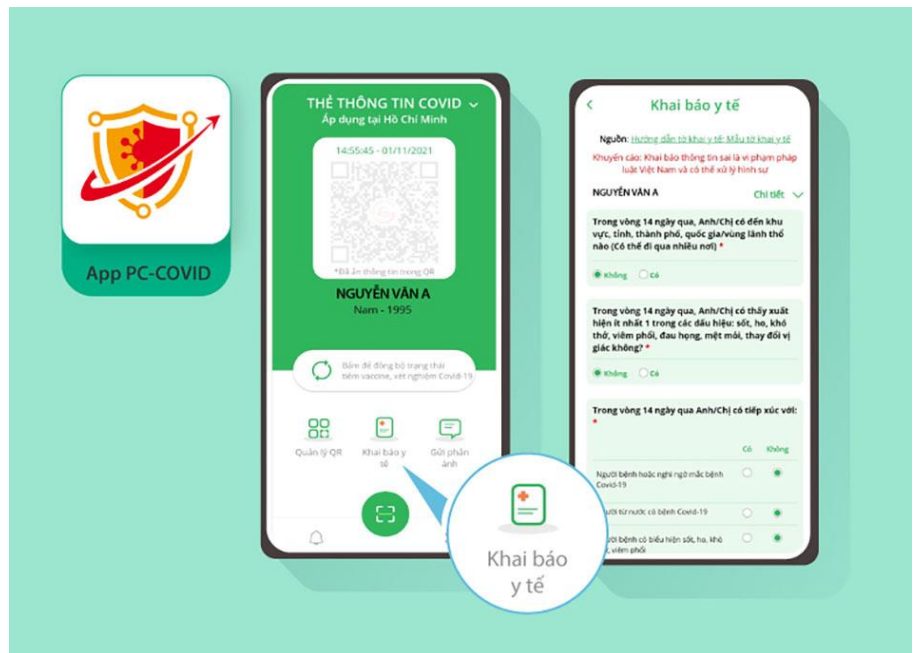 App PC-COVID
THẺ THÔNG TIN COVID
Áp dụng tại Hồ Chí Minh
14:55:45 - 01/11/2021
*Đã ẩn thông tin trong QR
NGUYỄN VĂN A
Nam - 1995
Bấm để đồng bộ trạng thái
tiêm vaccine, xét nghiệm Covid-19
Quản lý QR
Khai báo y
tế
Gửi phản
ánh
Khai báo
y tế
Khai báo y tế
Nguồn: Hướng dẫn tờ khai y tế; Mẫu tờ khai y tế
Khuyến cáo: Khai báo thông tin sai là vi phạm pháp
luật Việt Nam và có thể xử lý hình sự
NGUYỄN VĂN A
Chi tiết
Trong vòng 14 ngày qua, Anh/Chị có đến khu
vực, tỉnh, thành phố, quốc gia/vùng lãnh thổ
nào (Có thể đi qua nhiều nơi) *
Không Có
Trong vòng 14 ngày qua, Anh/Chị có thấy xuất
hiện ít nhất 1 trong các dấu hiệu: sốt, ho, khó
thở, viêm phổi, đau họng, mệt mỏi, thay đổi vị
giác không? *
Không Có
Trong vòng 14 ngày qua Anh/Chị có tiếp xúc với:
*
Có Không
Người bệnh hoặc nghi ngờ mắc bệnh
Covid-19
từ nước có bệnh Covid-19
bệnh có biểu hiện sốt, ho, khó
viêm phổi